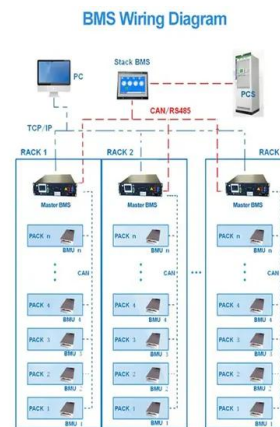 BMS Wiring Diagram
PC
Stack BMS
PCS
CAN/RS485
TCP/IP
RACK 1
RACK 2
RACK
Master BMS
Master BMS
Master BMS
PACK n
BMU n
CAN
PACK 4
BMU 4
PACK 3
BMU 3
PACK 2
BMU 2
PACK 1
BMU 1
PACK n
BMU n
CAN
PACK 4
BMU 4
PACK 3
BMU 3
PACK 2
BMU 2
PACK 1
BMU 1
...
PACK n
BMU n
CAN
PACK 4
BMU 4
PACK 3
BMU 3
PACK 2
BMU 2
PACK 1
BMU 1